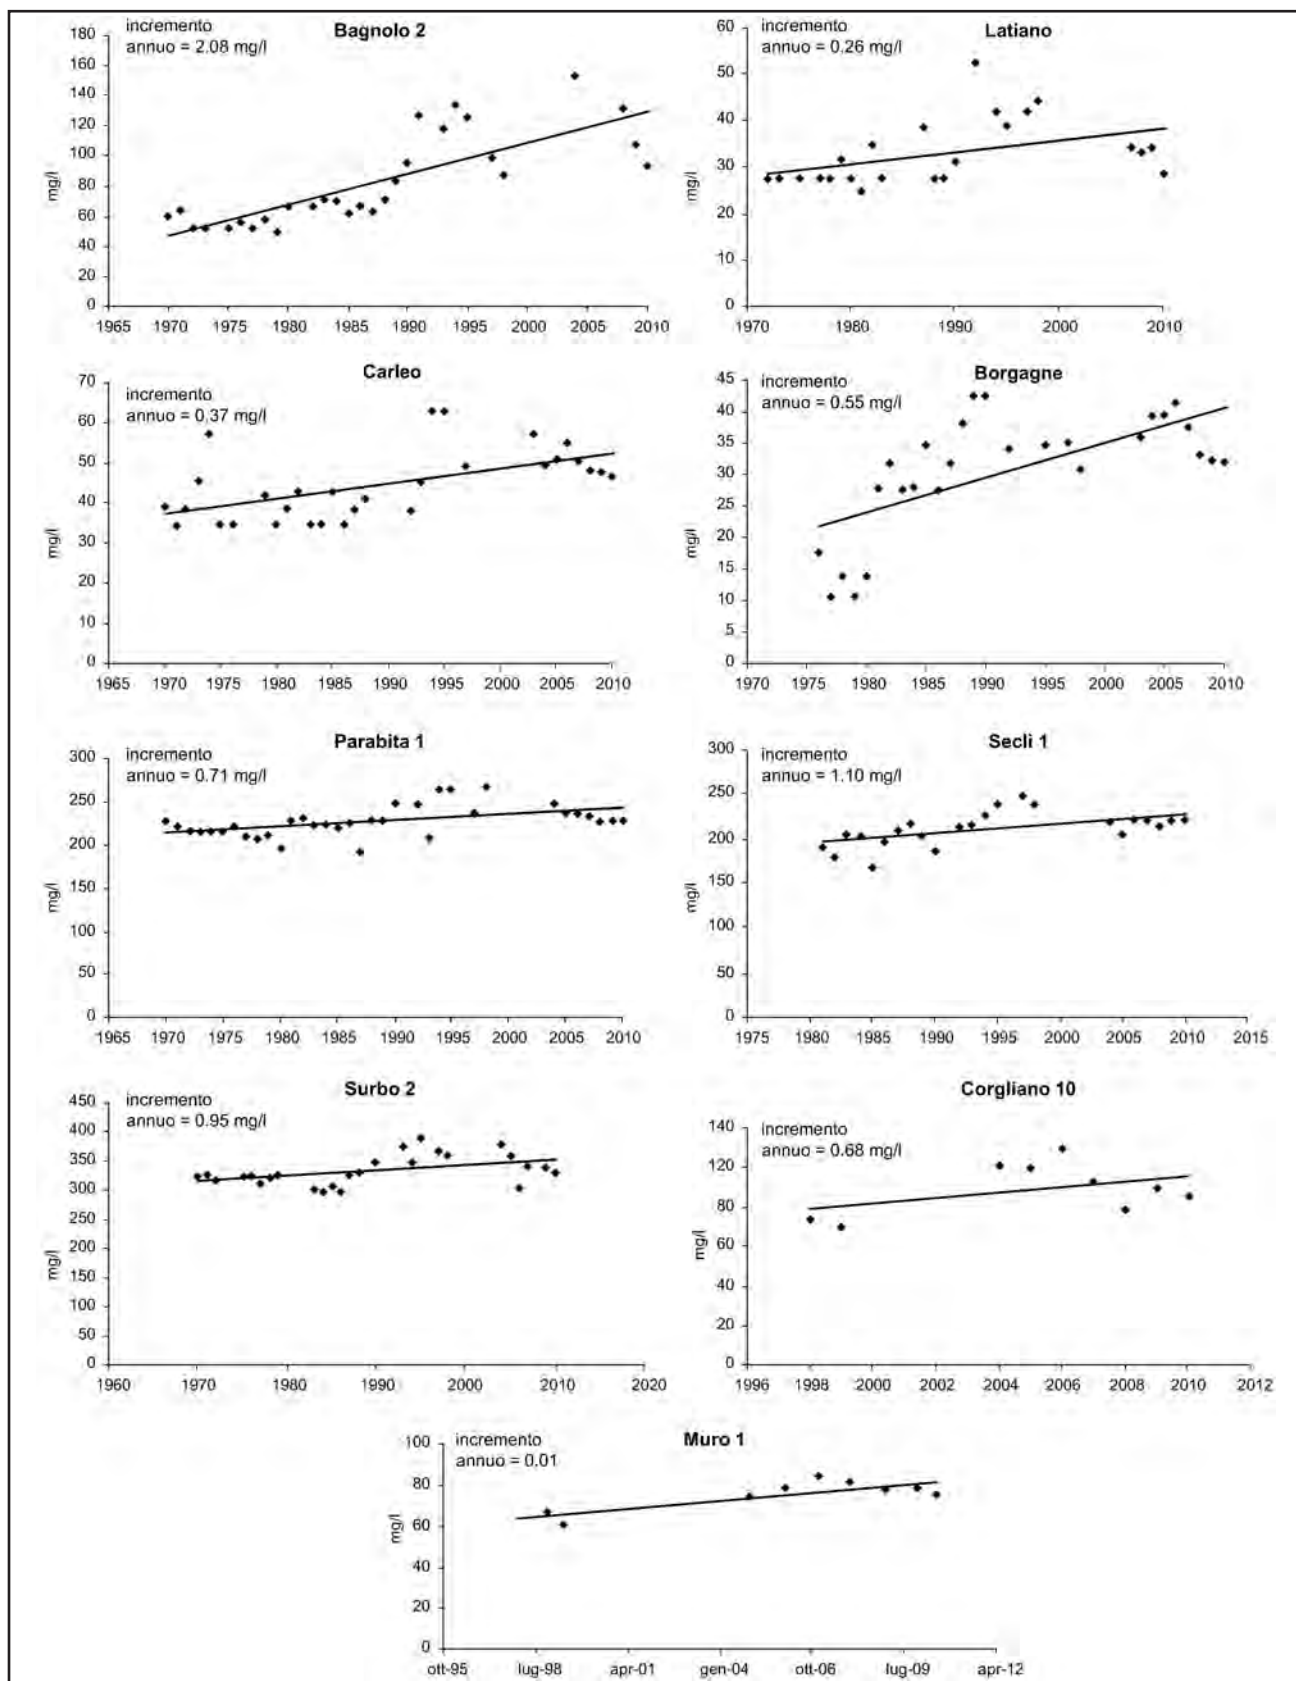 Bagnolo 2
incremento
annuo = 2.08 mg/l
mg/l
180
160
140
120
100
80
60
40
20
0
1965 1970 1975 1980 1985 1990 1995 2000 2005 2010
Latiano
incremento
annuo = 0.26 mg/l
mg/l
60
50
40
30
20
30
0
1970 1980 1990 2000 2010
Carleo
incremento
annuo = 0,37 mg/l
mg/l
70
60
50
40
30
20
10
0
1965 1970 1975 1980 1985 1990 1995 2000 2005 2010
Borgagne
incremento
annuo = 0.55 mg/l
mg/l
45
40
35
30
25
20
15
10
5
0
1970 1975 1980 1985 1990 1995 2000 2005 2010
Parabita 1
incremento
annuo = 0.71 mg/l
mg/l
300
250
200
150
100
50
0
1965 1970 1975 1980 1985 1990 1995 2000 2005 2010
Seclì 1
incremento
annuo = 1.10 mg/l
mg/l
300
250
200
150
100
50
0
1975 1980 1985 1990 1995 2000 2005 2010 2015
Surbo 2
incremento
annuo = 0.95 mg/l
mg/l
450
400
350
300
250
200
150
100
50
0
1960 1970 1980 1990 2000 2010 2020
Corgliano 10
incremento
annuo = 0.68 mg/l
mg/l
140
120
100
80
60
40
20
0
1996 1998 2000 2002 2004 2006 2008 2010 2012
Muro 1
incremento
annuo = 0.01
mg/l
100
80
60
40
20
0
ott-95 lug-98 apr-01 gen-04 ott-06 lug-09 apr-12